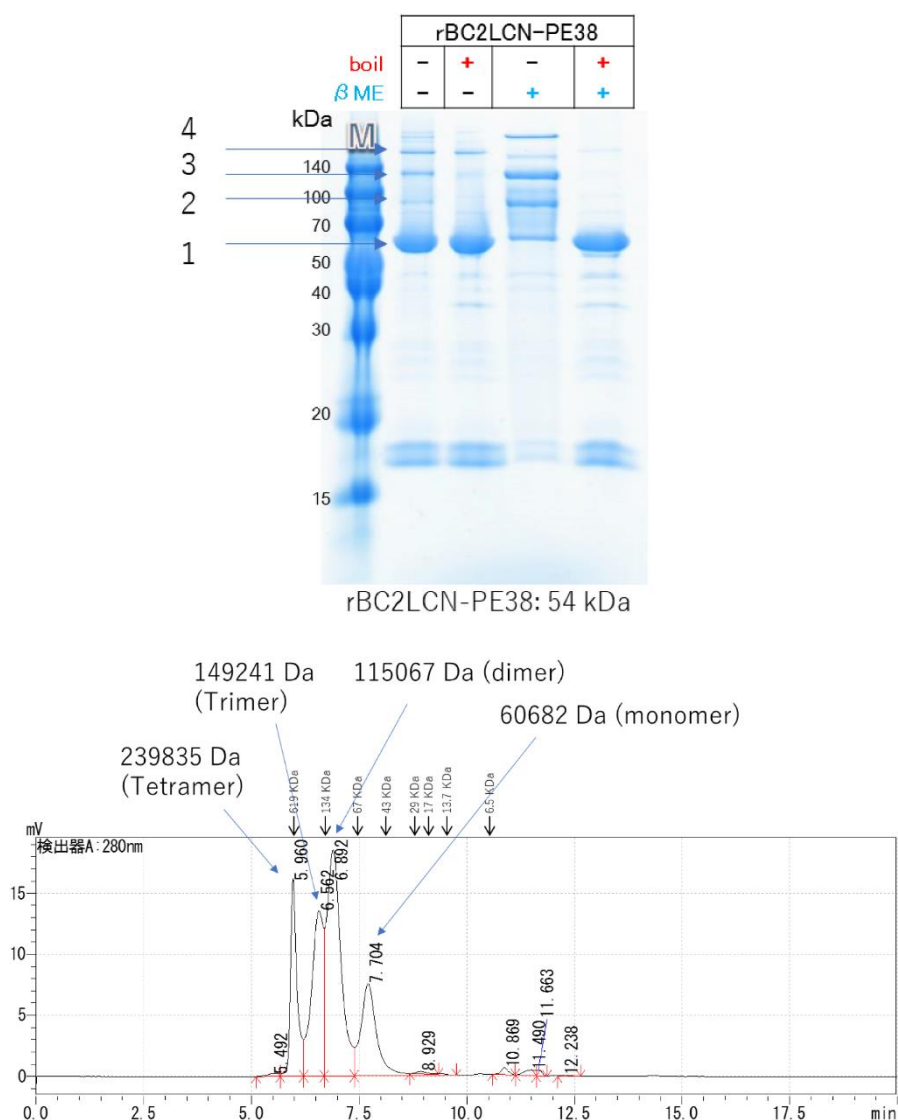 rBC2LCN-PE38
boil - + - +
βME - - + +
kDa
M
4
3
2
1
140
100
70
50
40
30
20
15
rBC2LCN-PE38: 54 kDa
149241 Da
(Trimer)
115067 Da (dimer)
60682 Da (monomer)
239835 Da
(Tetramer)
619 KDa
134 KDa
67 KDa
43 KDa
29 KDa
17 KDa
13.7 KDa
6.5 KDa
mV
検出器A:280nm
15
10
5
0
5.492
5.960
6.562
6.892
7.704
8.929
10.869
11.490
11.663
12.238
0.0 2.5 5.0 7.5 10.0 12.5 15.0 17.5 min